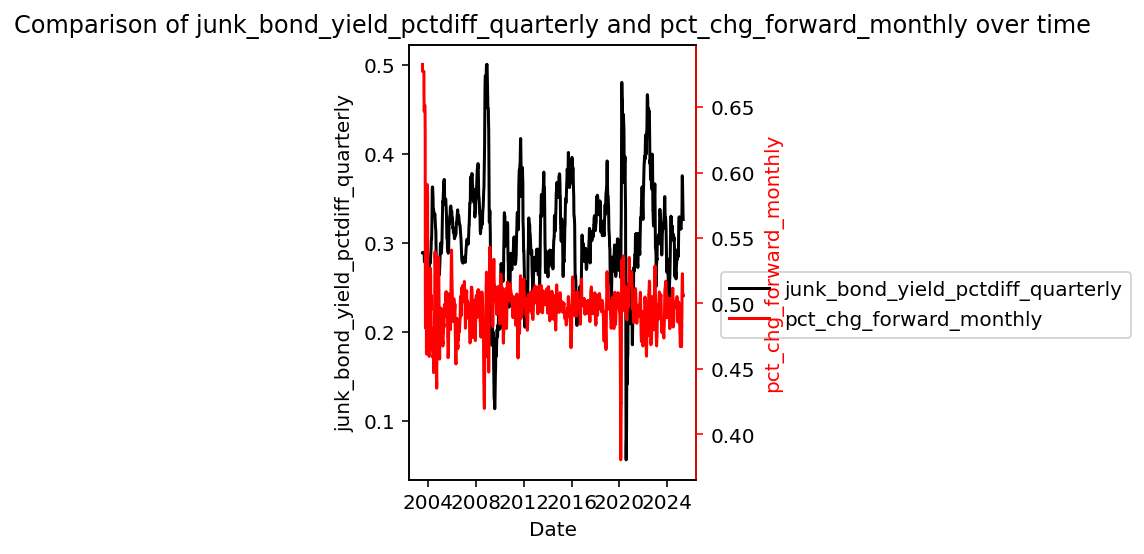 Comparison of junk_bond_yield_pctdiff_quarterly and pct_chg_forward_monthly over time
junk_bond_yield_pctdiff_quarterly
0.5
0.4
0.3
0.2
0.1
0.65
0.60
0.55
0.50
0.45
0.40
pct_chg_forward_monthly
junk_bond_yield_pctdiff_quarterly
pct_chg_forward_monthly
2004 2008 2012 2016 2020 2024
Date